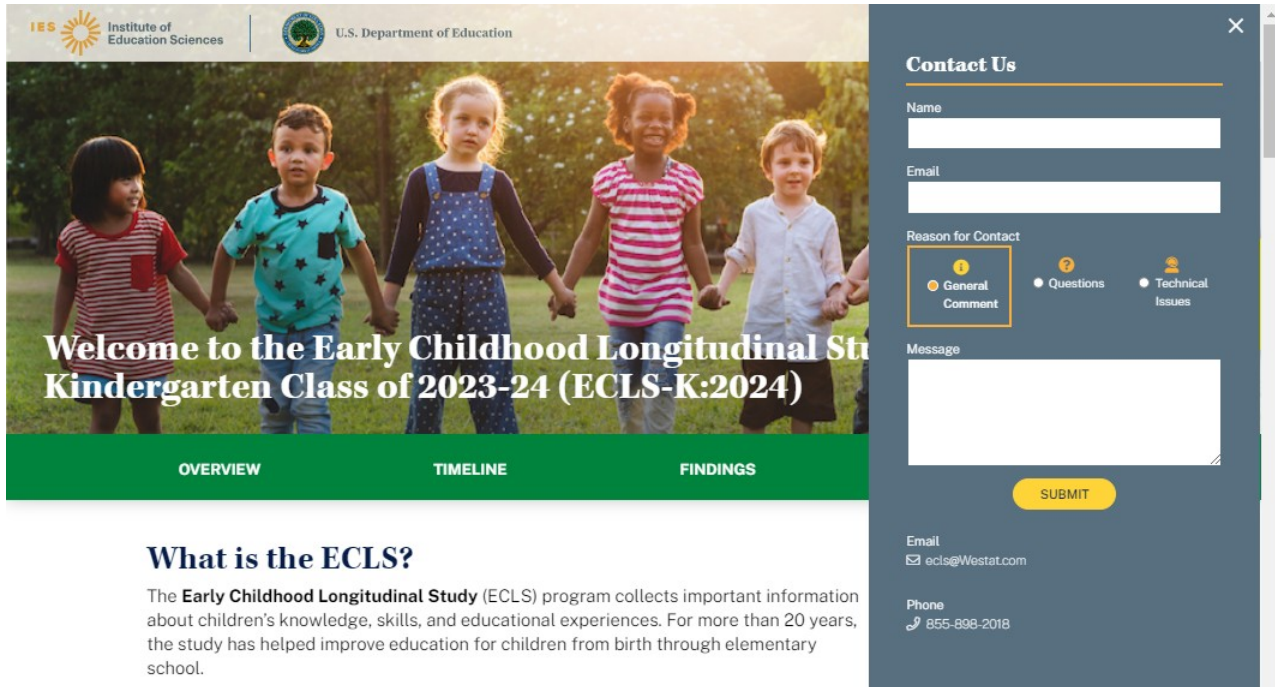 IES
Institute of
Education Sciences
U.S. Department of Education
Welcome to the Early Childhood Longitudinal Stu
Kindergarten Class of 2023-24 (ECLS-K:2024)
OVERVIEW TIMELINE FINDINGS
What is the ECLS?
The Early Childhood Longitudinal Study (ECLS) program collects important information
about children's knowledge, skills, and educational experiences. For more than 20 years,
the study has helped improve education for children from birth through elementary
school.
Contact Us
Name
Email
Reason for Contact
General
Comment
Questions
Technical
Issues
Message
SUBMIT
Email
ecls@Westat.com
Phone
855-898-2018